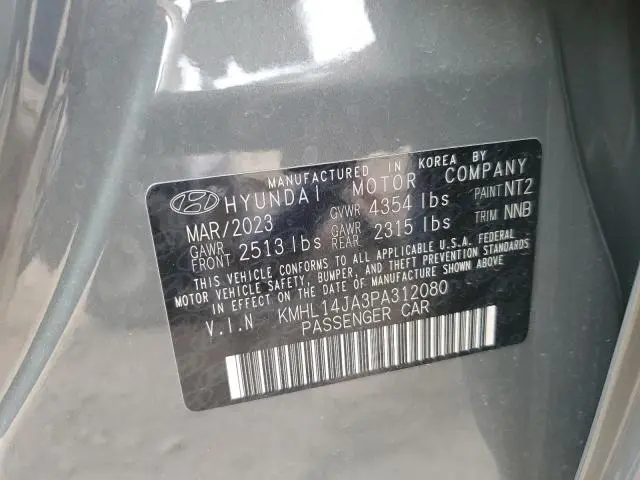 MANUFACTURED IN KOREA BY
HYUNDAI MOTOR COMPANY
MAR/2023 GVWR 4354 lbs PAINT NT2
GAWR FRONT 2513 lbs GAWR REAR 2315 lbs TRIM NNB
THIS VEHICLE CONFORMS TO ALL APPLICABLE U.S.A. FEDERAL
MOTOR VEHICLE SAFETY, BUMPER, AND THEFT PREVENTION STANDARDS
IN EFFECT ON THE DATE OF MANUFACTURE SHOWN ABOVE
V.I.N KMHL14JA3PA312080
PASSENGER CAR